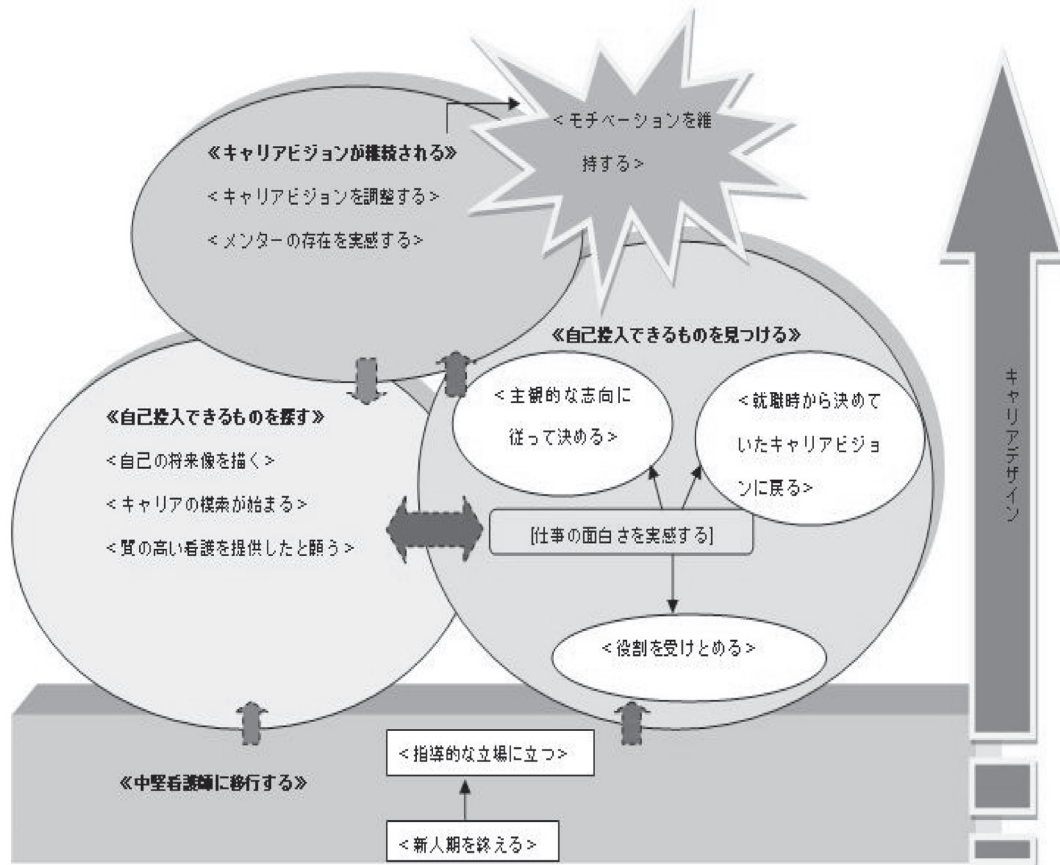 <モチベーションを維
持する>
≪キャリアビジョンが継続される≫
<キャリアビジョンを調整する>
<メンターの存在を実感する>
≪自己投入できるものを見つける≫
<主観的な志向に
従って決める>
<就職時から決めて
いたキャリアビジョ
ンに戻る>
[仕事の面白さを実感する]
<役割を受けとめる>
≪自己投入できるものを探す≫
<自己の将来像を描く>
<キャリアの模索が始まる>
<質の高い看護を提供したと願う>
<指導的な立場に立つ>
≪中堅看護師に移行する≫
<新人期を終える>
キャリアデザイン